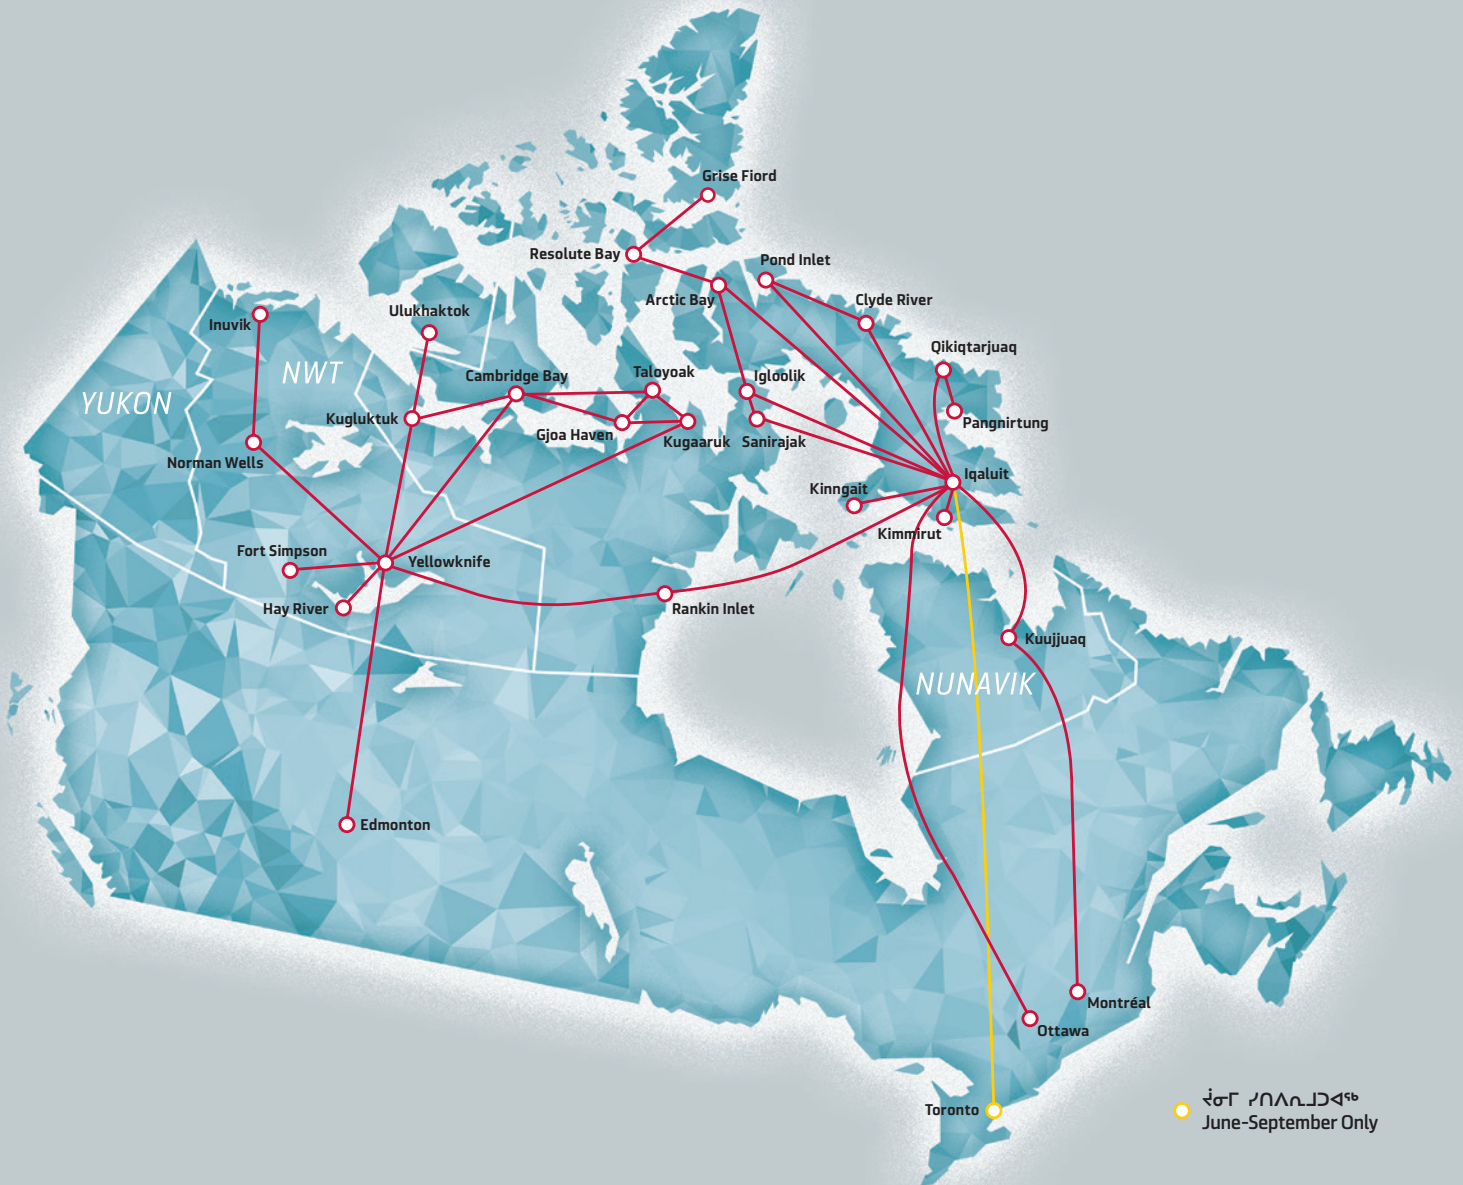 Grise Fiord
Resolute Bay
Pond Inlet
Arctic Bay
Clyde River
Ulukhaktok
Inuvik
Qikiqtarjuaq
NWT
Cambridge Bay
Taloyoak
Igloolik
YUKON
Kugluktuk
Pangnirtung
Gjoa Haven
Kugaaruk
Sanirajak
Norman Wells
Iqaluit
Kinngait
Kimmirut
Fort Simpson
Yellowknife
Hay River
Rankin Inlet
Kuujjuaq
NUNAVIK
Edmonton
Montréal
Ottawa
Toronto
ᔫᓂᒥ ᓯᑎᐱᕆᒧᑐᐊᖅ
June-September Only